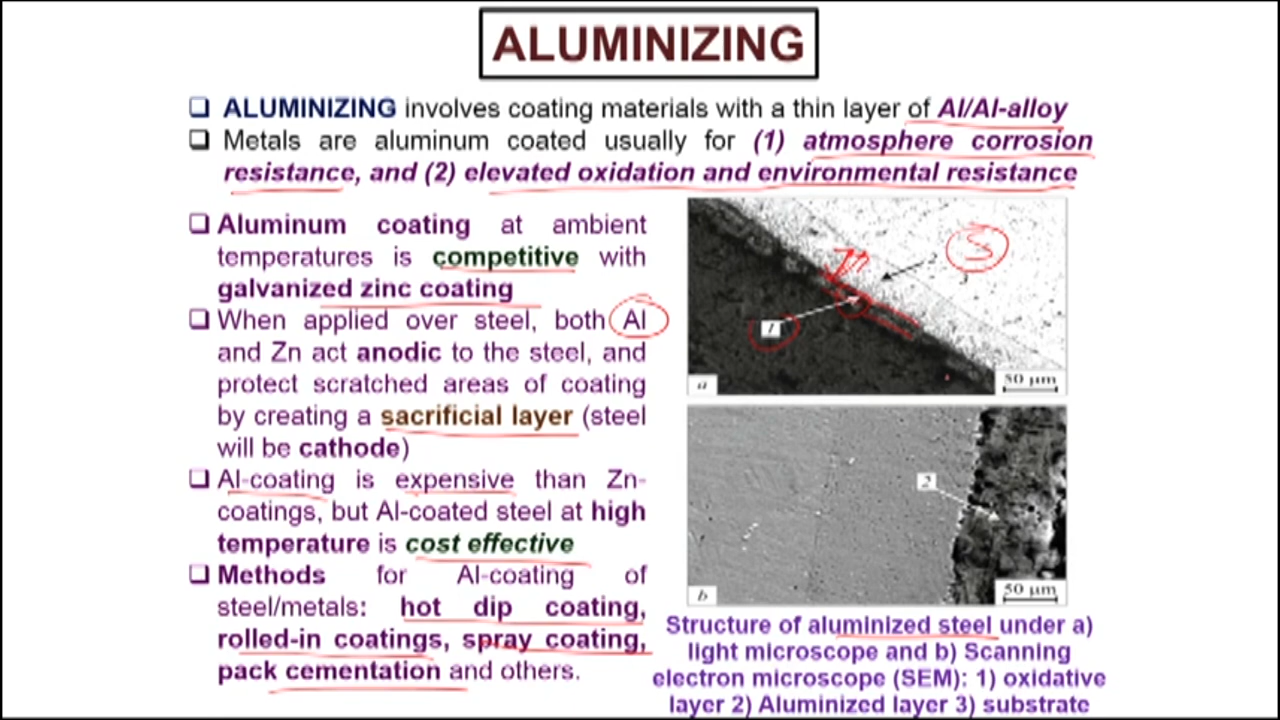 ALUMINIZING
ALUMINIZING involves coating materials with a thin layer of Al/Al-alloy
Metals are aluminum coated usually for (1) atmosphere corrosion
resistance, and (2) elevated oxidation and environmental resistance
Aluminum coating at ambient
temperatures is competitive with
galvanized zinc coating
When applied over steel, both Al
and Zn act anodic to the steel, and
protect scratched areas of coating
by creating a sacrificial layer (steel
will be cathode)
Al-coating is expensive than Zn-
coatings, but Al-coated steel at high
temperature is cost effective
Methods for Al-coating of
steel/metals: hot dip coating,
rolled-in coatings, spray coating,
pack cementation and others.
1
a
50 µm
2
b
50 µm
Structure of aluminized steel under a)
light microscope and b) Scanning
electron microscope (SEM): 1) oxidative
layer 2) Aluminized layer 3) substrate